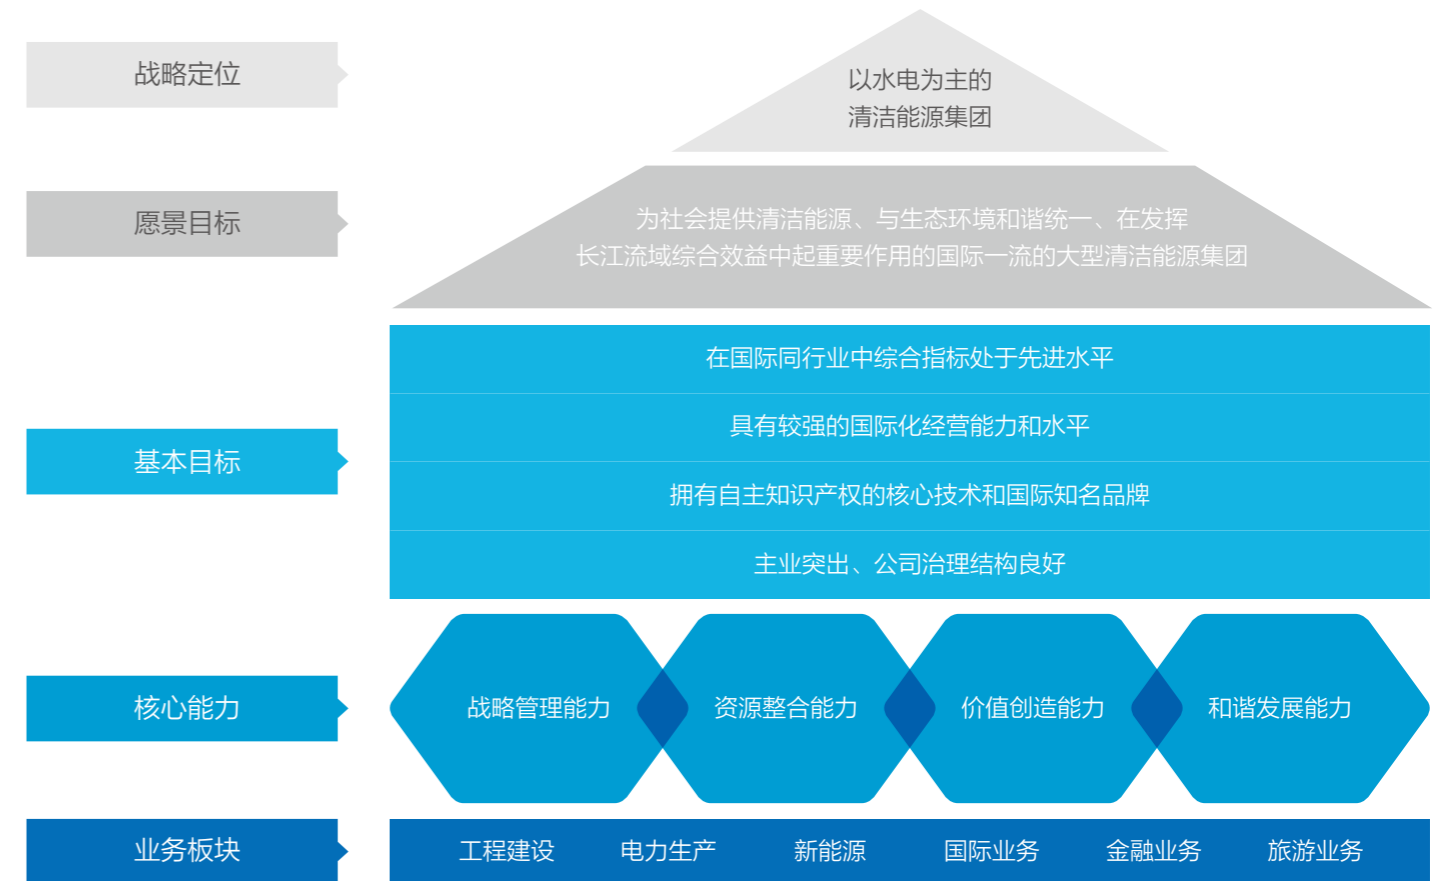 战略定位
以水电为主的
清洁能源集团
愿景目标
为社会提供清洁能源、与生态环境和谐统一、在发挥
长江流域综合效益中起重要作用的国际一流的大型清洁能源集团
基本目标
在国际同行业中综合指标处于先进水平
具有较强的国际化经营能力和水平
拥有自主知识产权的核心技术和国际知名品牌
主业突出、公司治理结构良好
核心能力
战略管理能力
资源整合能力
价值创造能力
和谐发展能力
业务板块
工程建设
电力生产
新能源
国际业务
金融业务
旅游业务